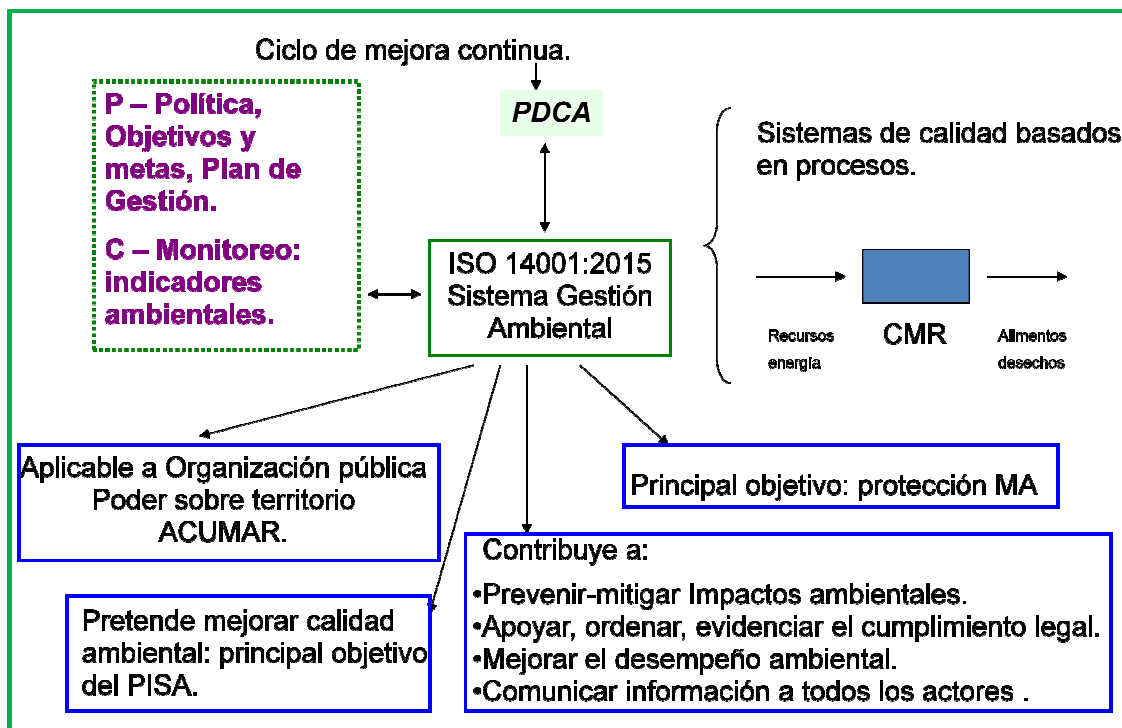 Ciclo de mejora continua.
PDCA
P – Política,
Objetivos y
metas, Plan de
Gestión.
C – Monitoreo:
indicadores
ambientales.
ISO 14001:2015
Sistema Gestión
Ambiental
Sistemas de calidad basados
en procesos.
Recursos
energía
CMR
Alimentos
desechos
Aplicable a Organización pública
Poder sobre territorio
ACUMAR.
Principal objetivo: protección MA
Pretende mejorar calidad
ambiental: principal objetivo
del PISA.
Contribuye a:
•Prevenir-mitigar Impactos ambientales.
•Apoyar, ordenar, evidenciar el cumplimiento legal.
•Mejorar el desempeño ambiental.
•Comunicar información a todos los actores .